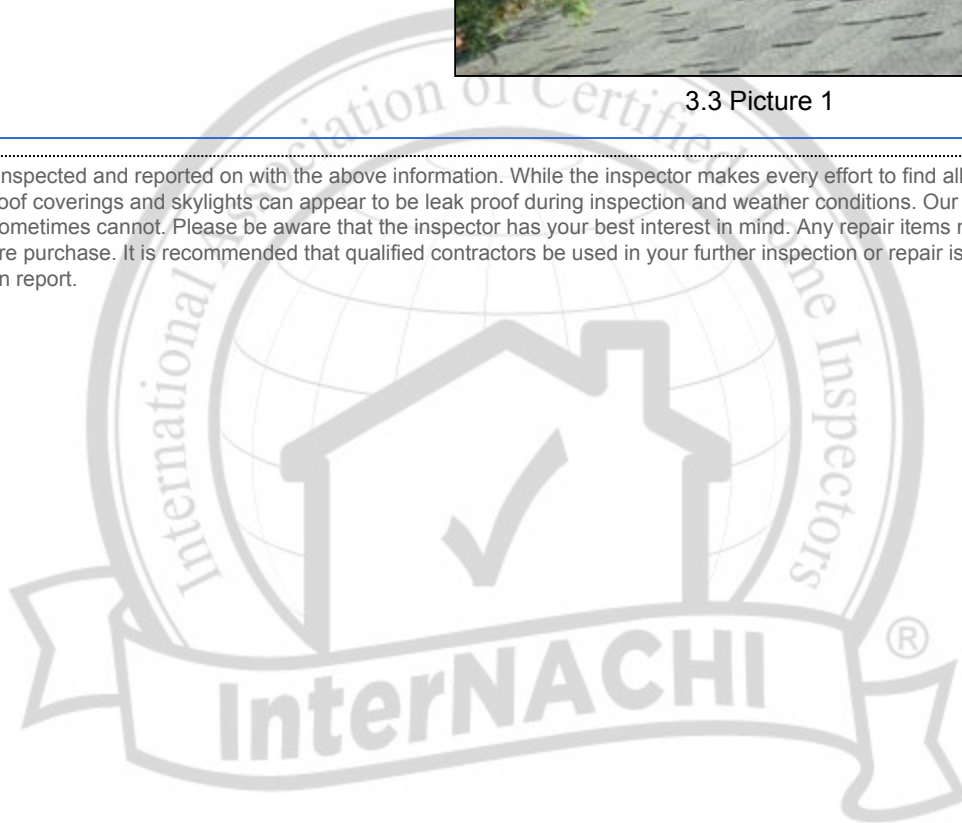 3.3 Picture 1
nspected and reported on with the above information. While the inspector makes every effort to find all
oof coverings and skylights can appear to be leak proof during inspection and weather conditions. Our
ometimes cannot. Please be aware that the inspector has your best interest in mind. Any repair items
re purchase. It is recommended that qualified contractors be used in your further inspection or repair is
n report.
International Association of Certified Home Inspectors
InterNACHI
®